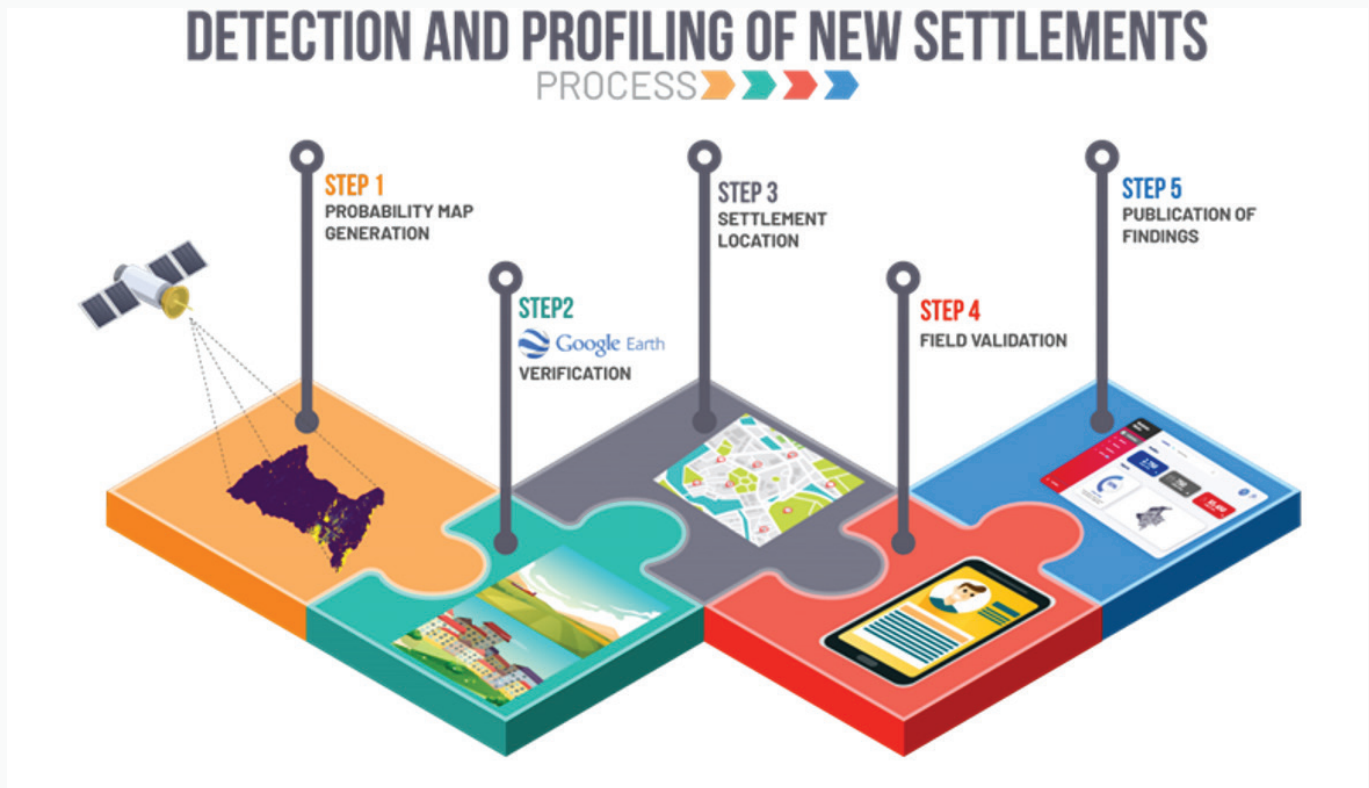 DETECTION AND PROFILING OF NEW SETTLEMENTS
PROCESS
STEP 1
PROBABILITY MAP
GENERATION
STEP2
Google Earth
VERIFICATION
STEP 3
SETTLEMENT
LOCATION
STEP 4
FIELD VALIDATION
STEP 5
PUBLICATION OF
FINDINGS